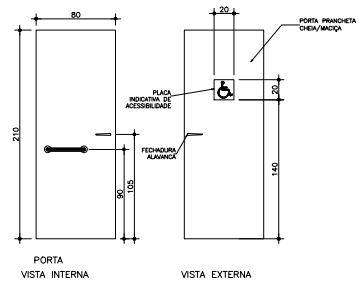 80
20
PORTA PRANCHETA
CHEIA/MACIÇA
PLACA
INDICATIVA DE
ACESSIBILIDADE
20
210
FECHADURA
ALAVANCA
90
105
140
PORTA
VISTA INTERNA
VISTA EXTERNA